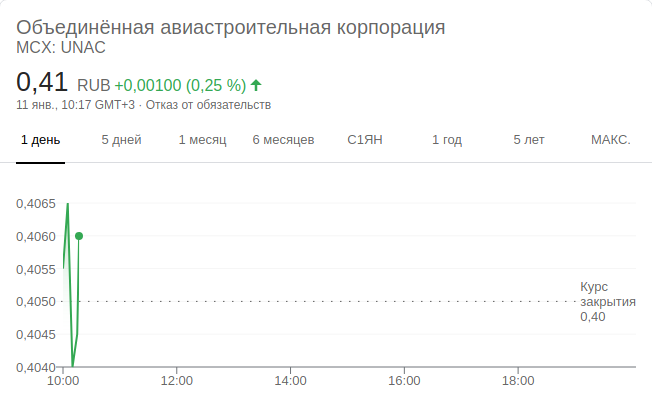 Объединённая авиастроительная корпорация
MCX: UNAC
0,41 RUB +0,00100 (0,25 %)
11 янв., 10:17 GMT+3 · Отказ от обязательств
1 день 5 дней 1 месяц 6 месяцев С1ЯН 1 год 5 лет МАКС.
0,4065
0,4060
0,4055
0,4050
0,4045
0,4040
Курс
закрытия
0,40
10:00 12:00 14:00 16:00 18:00